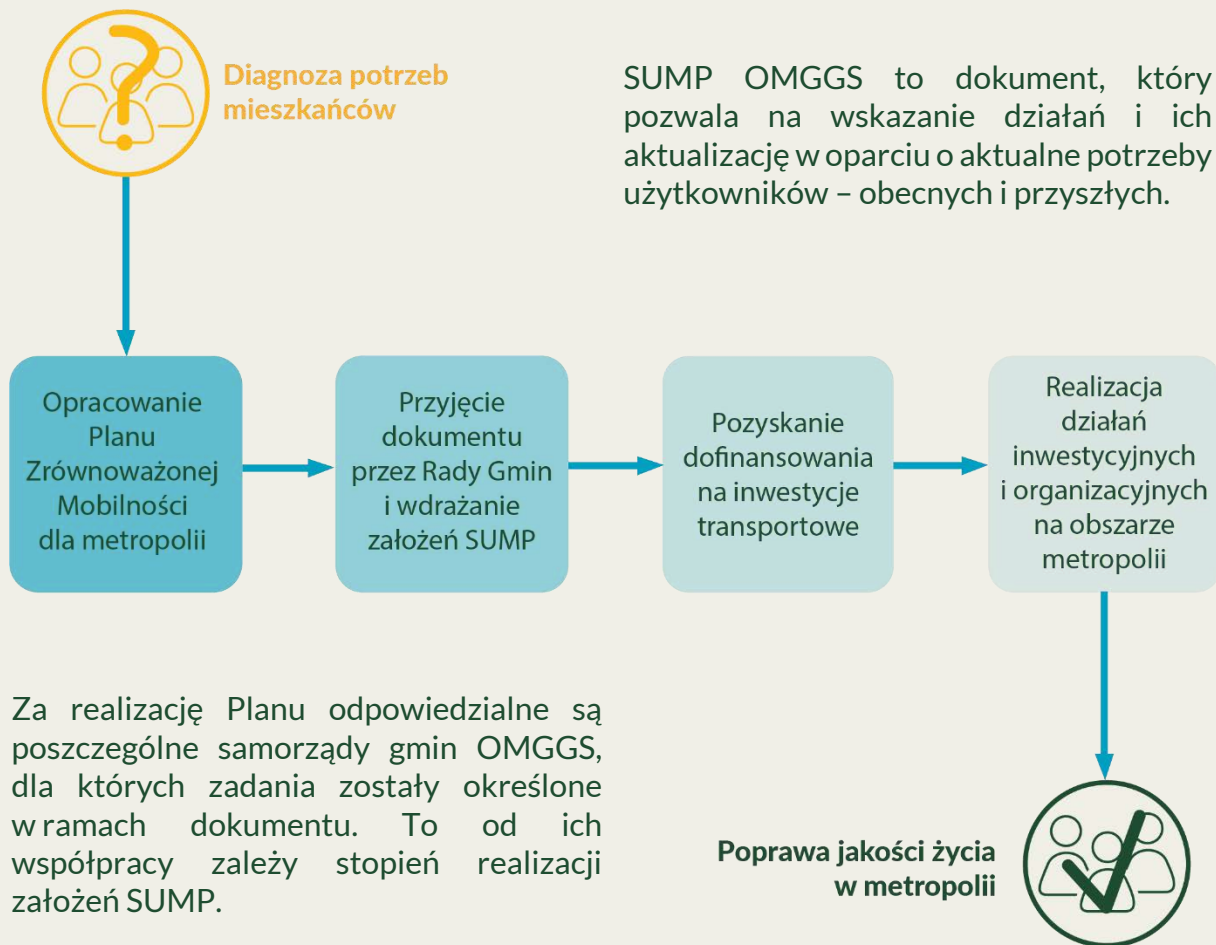 Diagnoza potrzeb
mieszkańców
SUMP OMGGS to dokument, który
pozwala na wskazanie działań i ich
aktualizację w oparciu o aktualne potrzeby
użytkowników – obecnych i przyszłych.
Opracowanie
Planu
Zrównoważonej
Mobilności
dla metropolii
Przyjęcie
dokumentu
przez Rady Gmin
i wdrażanie
założeń SUMP
Pozyskanie
dofinansowania
na inwestycje
transportowe
Realizacja
działań
inwestycyjnych
i organizacyjnych
na obszarze
metropolii
Za realizację Planu odpowiedzialne są
poszczególne samorządy gmin OMGGS,
dla których zadania zostały określone
w ramach dokumentu. To od ich
współpracy zależy stopień realizacji
założeń SUMP.
Poprawa jakości życia
w metropolii